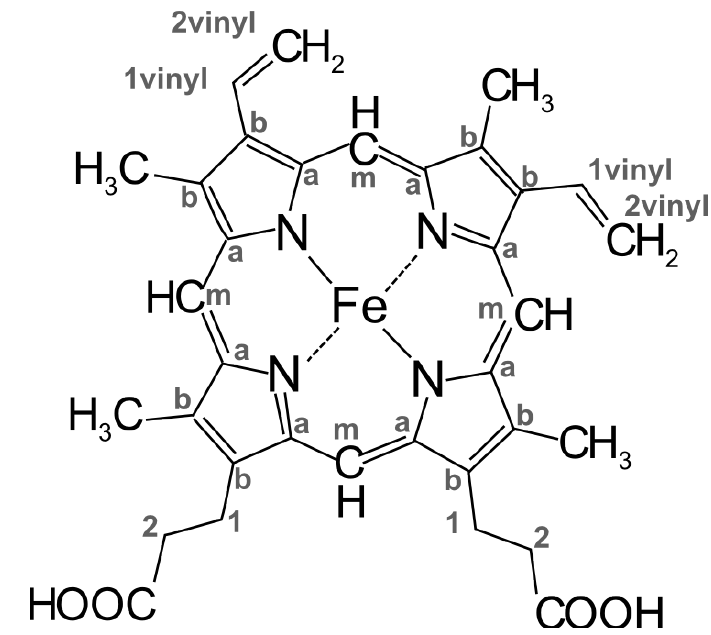 2vinyl
CH2
1vinyl
H
CH3
b
b
H3C
C
1vinyl
b
a
m
a
b
2vinyl
N
N
a
CH2
a
HC
m
Fe
m
CH
a
N
N
a
b
H3C
a
m
a
b
CH3
C
b
H
b
2
1
1
2
HOOC
COOH